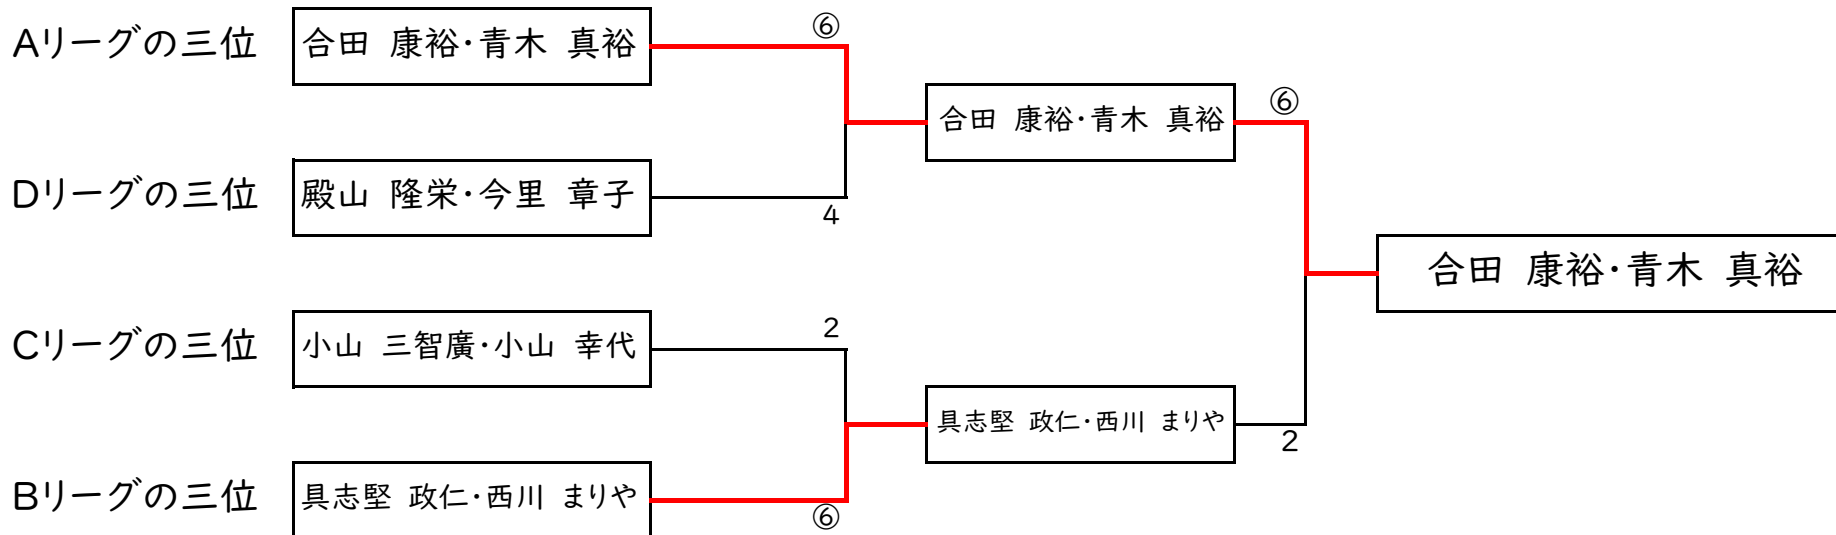 Aリーグの三位 合田 康裕・青木 真裕 ⑥
合田 康裕・青木 真裕 ⑥
Dリーグの三位 殿山 隆栄・今里 章子 4
合田 康裕・青木 真裕
Cリーグの三位 小山 三智廣・小山 幸代 2
具志堅 政仁・西川 まりや 2
Bリーグの三位 具志堅 政仁・西川 まりや ⑥